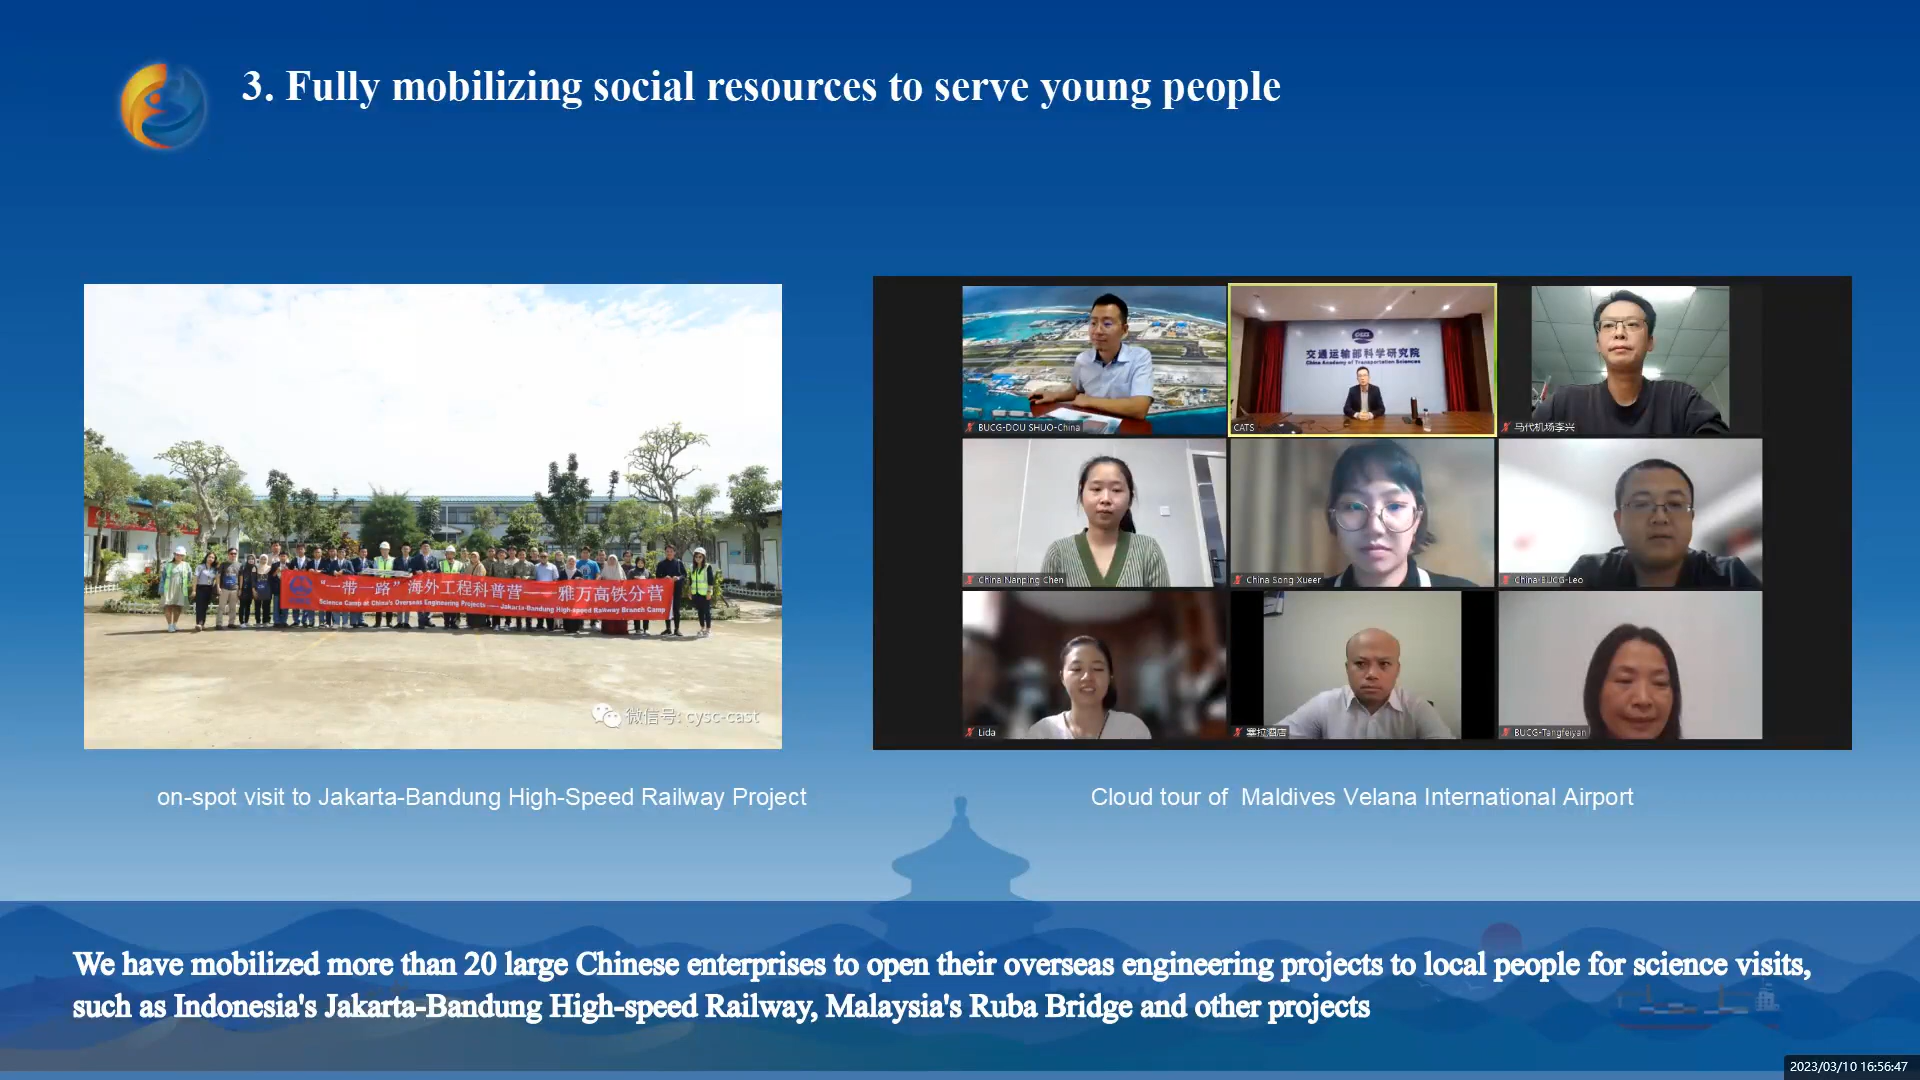 3. Fully mobilizing social resources to serve young people
"一带一路" 海外工程科普营——雅万高铁分营
Science Camp at China's Overseas Engineering Projects —— Jakarta-Bandung High-speed Railway Branch Camp
微信号: cysc-cast
BUCG-DOU SHUO-China
交通运输部科学研究院
China Academy of Transportation Sciences
CATS
马代机场李兴
China Nanping Chen
China Song Xueer
China-BUCG-Leo
Lida
塞拉酒店
BUCG-Tangfeiyan
on-spot visit to Jakarta-Bandung High-Speed Railway Project
Cloud tour of Maldives Velana International Airport
We have mobilized more than 20 large Chinese enterprises to open their overseas engineering projects to local people for science visits,
such as Indonesia's Jakarta-Bandung High-speed Railway, Malaysia's Ruba Bridge and other projects
2023/03/10 16:56:47